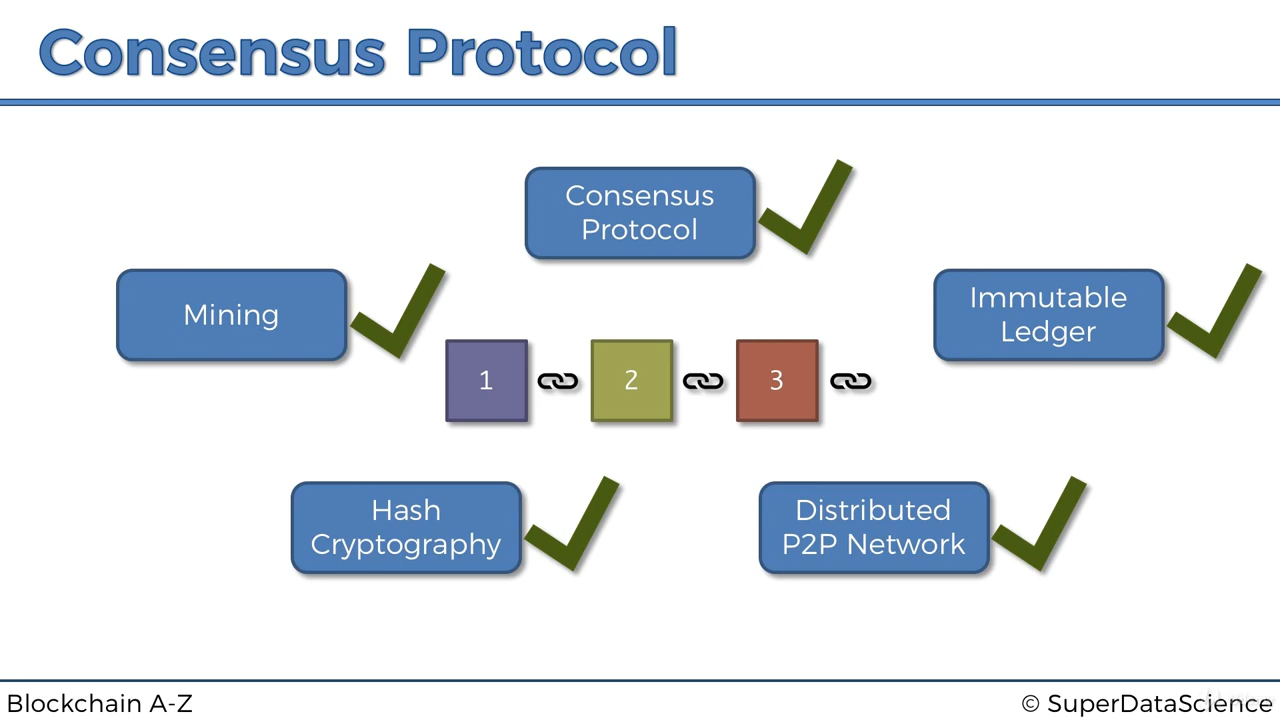 Consensus Protocol
Consensus
Protocol
Mining
Immutable
Ledger
1
2
3
Hash
Cryptography
Distributed
P2P Network
Blockchain A-Z
© SuperDataScience